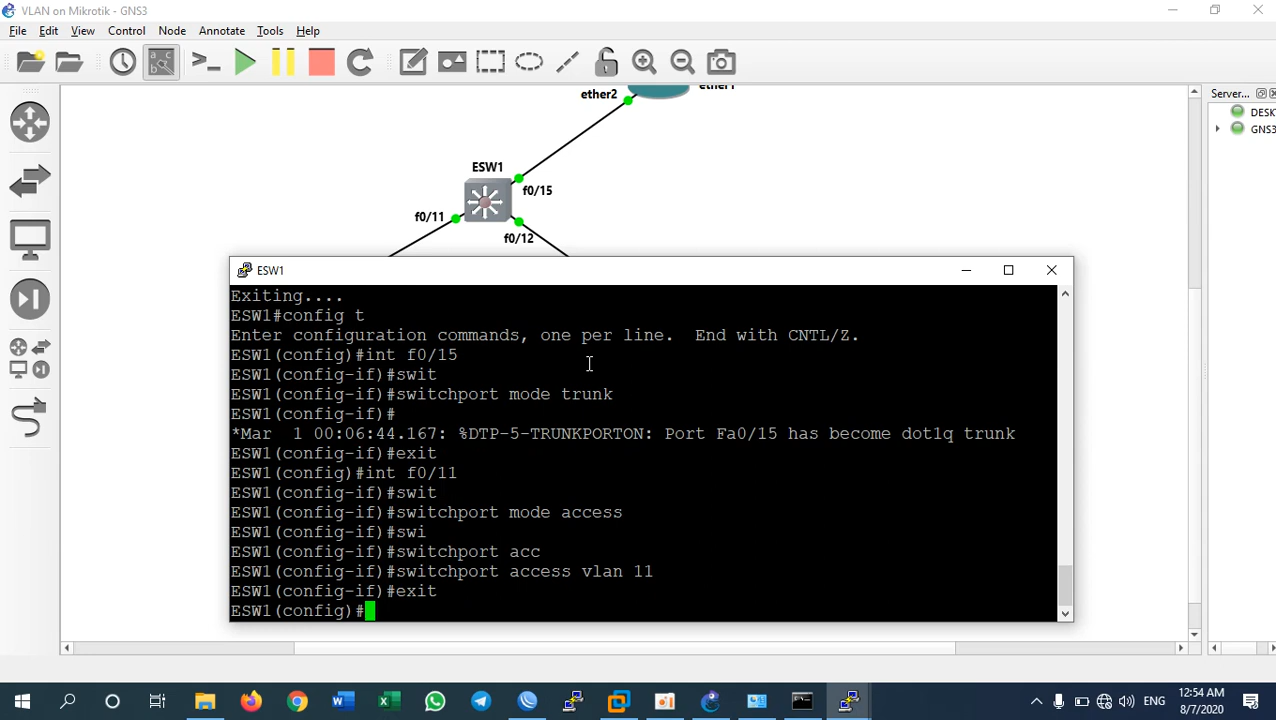 VLAN on Mikrotik - GNS3
File Edit View Control Node Annotate Tools Help
ether2
ether1
ESW1
f0/15
f0/11
f0/12
Server...
DESK
GNS3
ESW1
Exiting....
ESW1#config t
Enter configuration commands, one per line.  End with CNTL/Z.
ESW1(config)#int f0/15
ESW1(config-if)#swit
ESW1(config-if)#switchport mode trunk
ESW1(config-if)#
*Mar  1 00:06:44.167: %DTP-5-TRUNKPORTON: Port Fa0/15 has become dot1q trunk
ESW1(config-if)#exit
ESW1(config)#int f0/11
ESW1(config-if)#swit
ESW1(config-if)#switchport mode access
ESW1(config-if)#swi
ESW1(config-if)#switchport acc
ESW1(config-if)#switchport access vlan 11
ESW1(config-if)#exit
ESW1(config)#
ENG
12:54 AM
8/7/2020